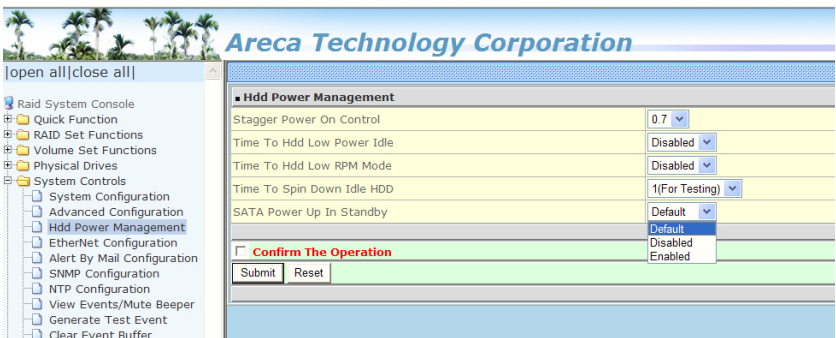 Areca Technology Corporation
|open all|close all|
Raid System Console
Quick Function
RAID Set Functions
Volume Set Functions
Physical Drives
System Controls
System Configuration
Advanced Configuration
Hdd Power Management
EtherNet Configuration
Alert By Mail Configuration
SNMP Configuration
NTP Configuration
View Events/Mute Beeper
Generate Test Event
Clear Event Buffer
Hdd Power Management
Stagger Power On Control 0.7
Time To Hdd Low Power Idle Disabled
Time To Hdd Low RPM Mode Disabled
Time To Spin Down Idle HDD 1(For Testing)
SATA Power Up In Standby Default
Default
Disabled
Enabled
Confirm The Operation
Submit Reset